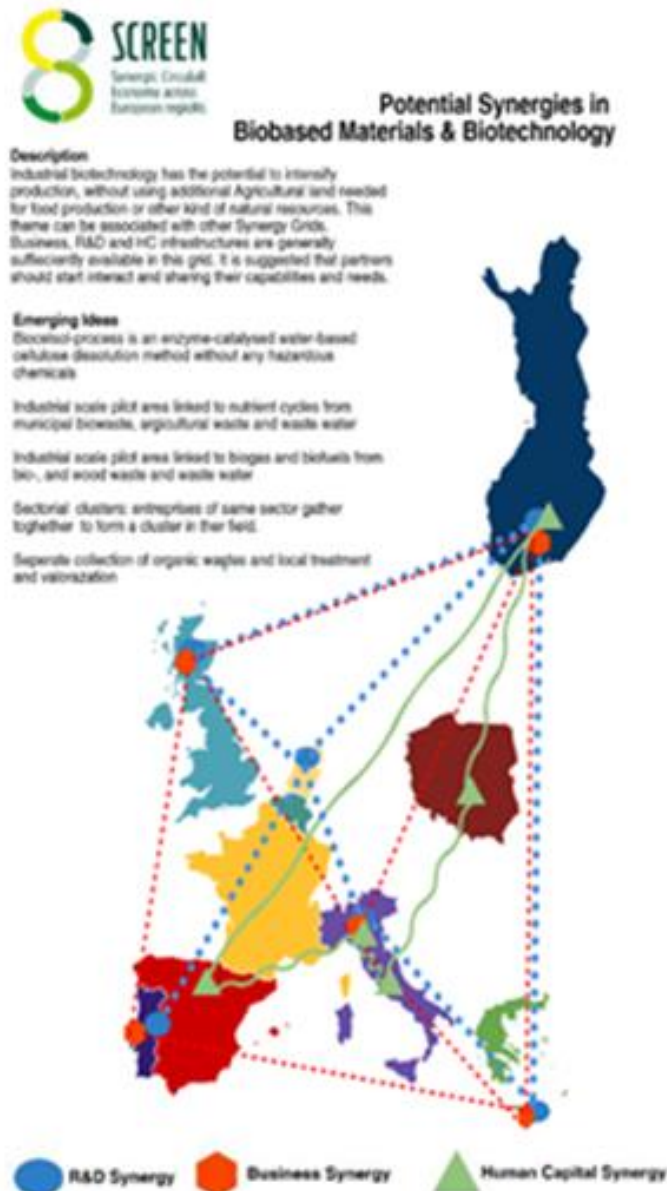 SCREEN
Synergic Circular
Economy across
European regions
Potential Synergies in
Biobased Materials & Biotechnology
Description
Industrial biotechnology has the potential to intensify
production, without using additional Agricultural land needed
for food production or other kind of natural resources. This
theme can be associated with other Synergy Grids.
Business, R&D and HC infrastructures are generally
suffieciently available in this grid. It is suggested that partners
should start interact and sharing their capabilities and needs.
Emerging Ideas
Biocelsol-process is an enzyme-catalysed water-based
cellulose dissolution method without any hazardous
chemicals
Industrial scale pilot area linked to nutrient cycles from
municipal biowaste, argicultural waste and waste water
Industrial scale pilot area linked to biogas and biofuels from
bio-, and wood waste and waste water
Sectorial clusters: entreprises of same sector gather
toghether to form a cluster in ther field.
Seperate collection of organic wagtes and local treatment
and valorazation
R&D Synergy
Business Synergy
Human Capital Synergy